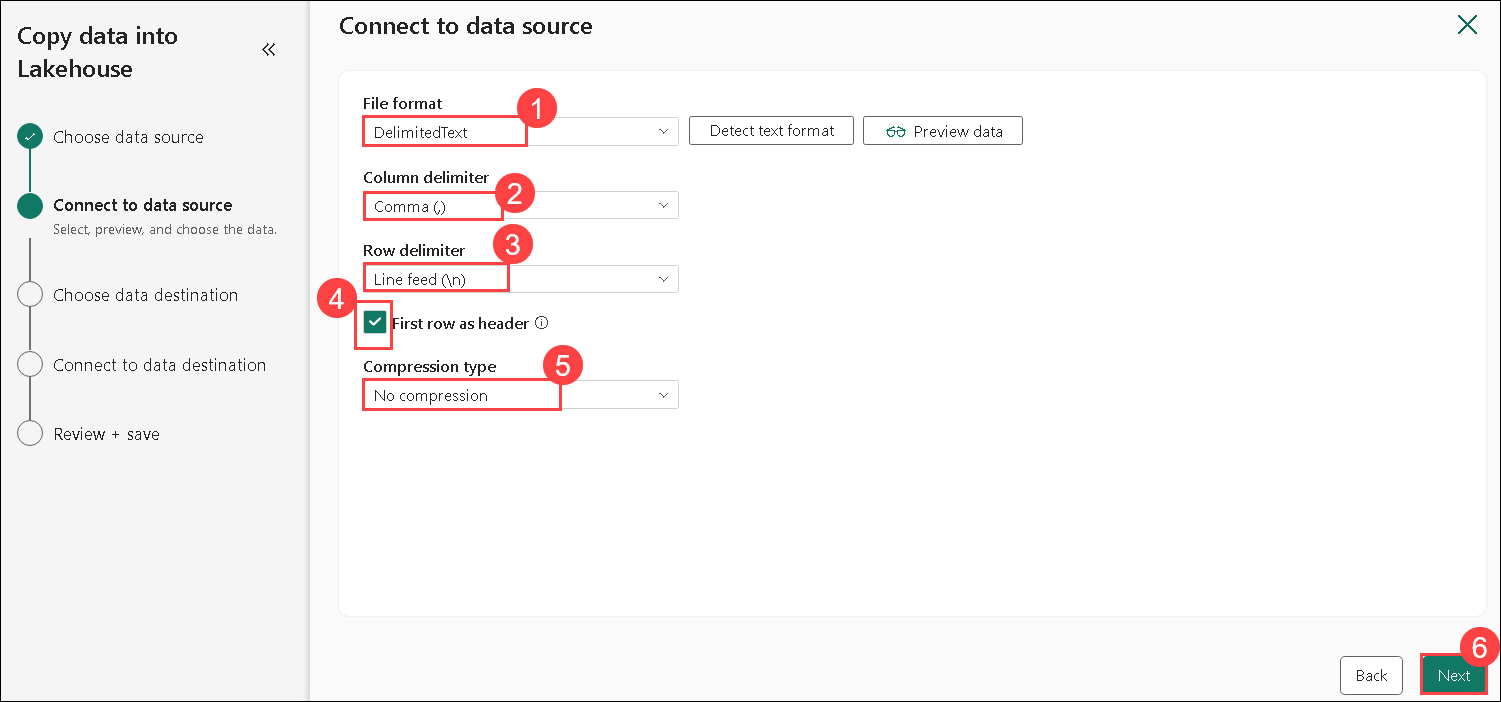 Copy data into
Lakehouse
Choose data source
Connect to data source
Select, preview, and choose the data.
Choose data destination
Connect to data destination
Review + save
Connect to data source
File format
1
DelimitedText
Detect text format
Preview data
Column delimiter
2
Comma (,)
Row delimiter
3
Line feed (\n)
4
First row as header
Compression type
5
No compression
6
Back
Next